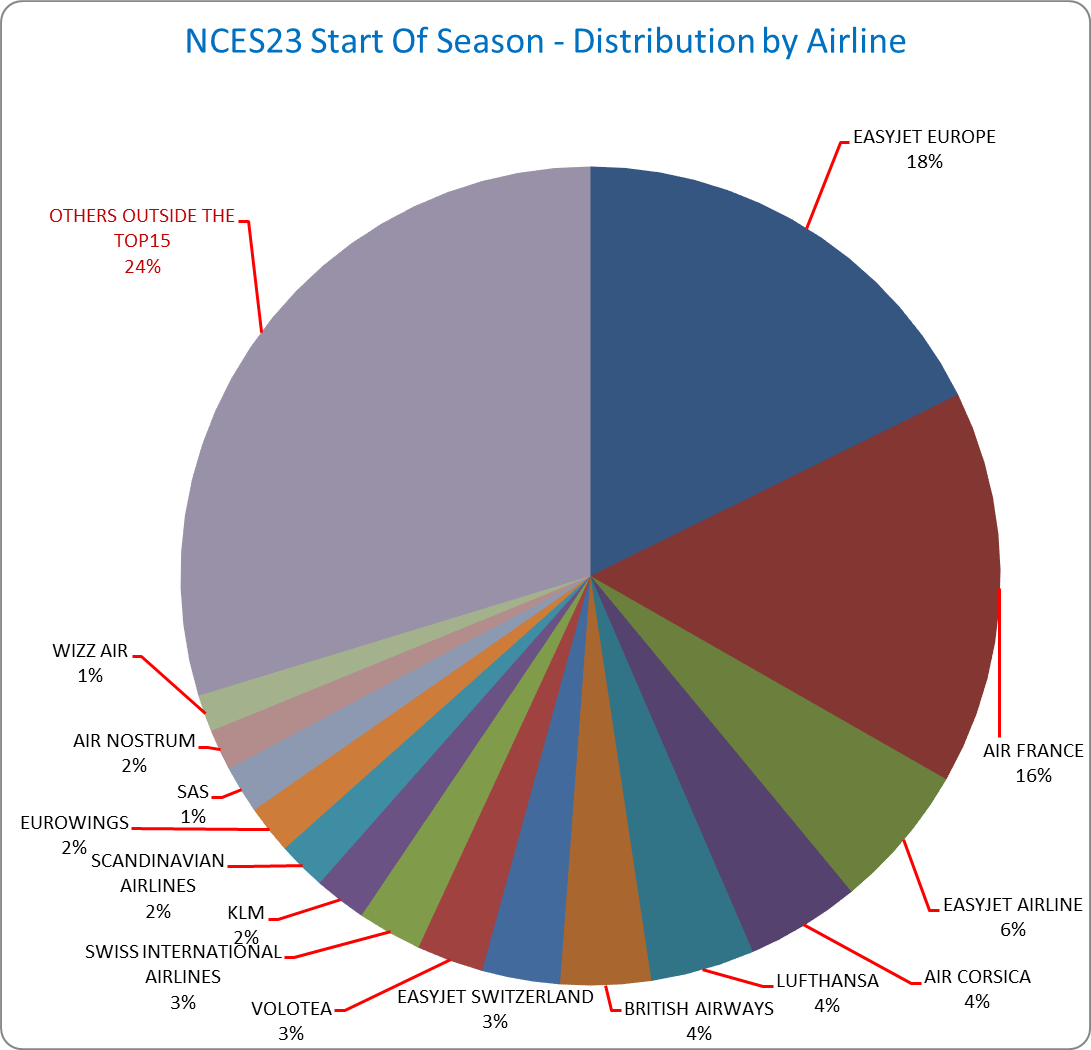 NCES23 Start Of Season - Distribution by Airline
EASYJET EUROPE
18%
AIR FRANCE
16%
EASYJET AIRLINE
6%
AIR CORSICA
4%
LUFTHANSA
4%
BRITISH AIRWAYS
4%
EASYJET SWITZERLAND
3%
VOLOTEA
3%
SWISS INTERNATIONAL
AIRLINES
3%
KLM
2%
SCANDINAVIAN
AIRLINES
2%
EUROWINGS
2%
SAS
1%
AIR NOSTRUM
2%
WIZZ AIR
1%
OTHERS OUTSIDE THE
TOP15
24%